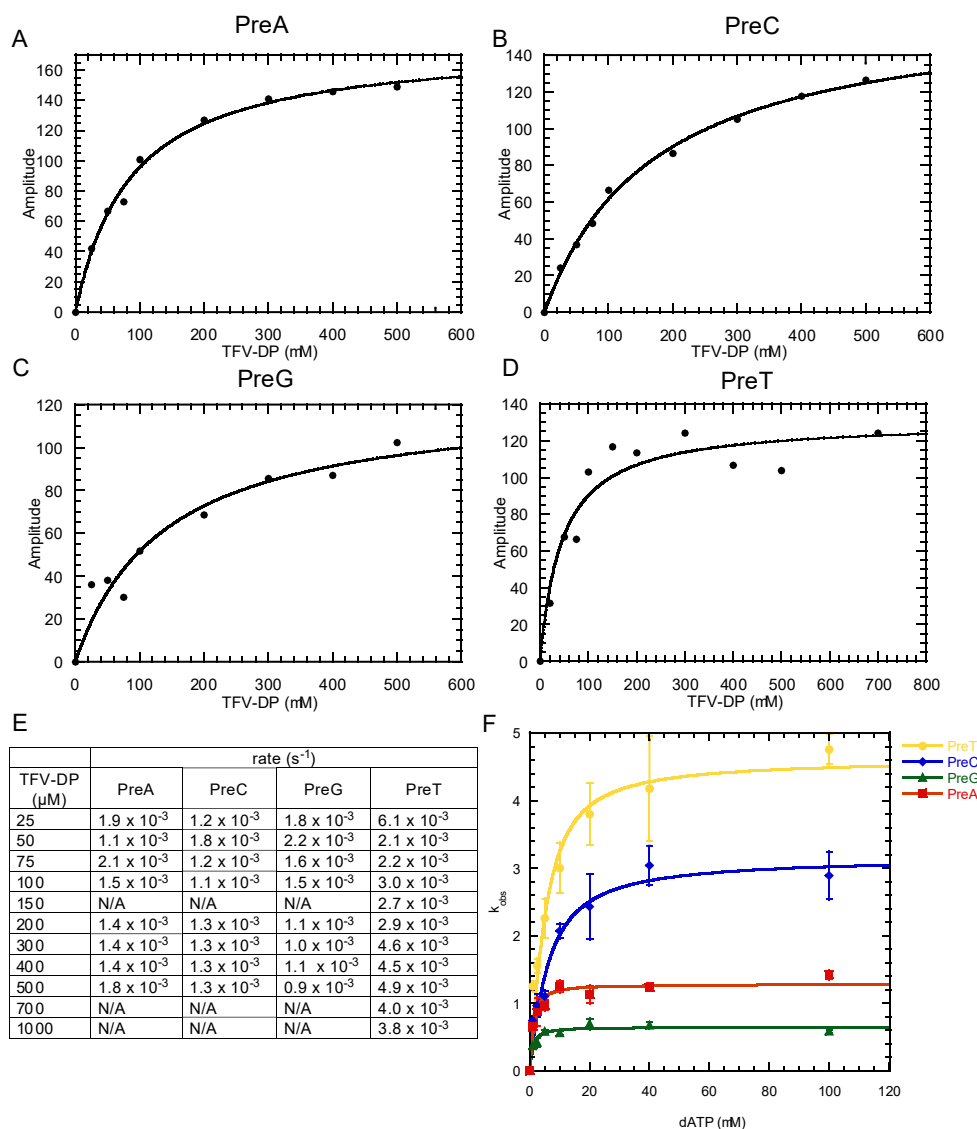 A
PreA
Amplitude
160
140
120
100
80
60
40
20
0
0 100 200 300 400 500 600
TFV-DP (mM)
B
PreC
Amplitude
140
120
100
80
60
40
20
0
0 100 200 300 400 500 600
TFV-DP (mM)
C
PreG
Amplitude
120
100
80
60
40
20
0
0 100 200 300 400 500 600
TFV-DP (mM)
D
PreT
Amplitude
140
120
100
80
60
40
20
0
0 100 200 300 400 500 600 700 800
TFV-DP (mM)
E
rate (s⁻¹)
TFV-DP (µM) PreA PreC PreG PreT
25 1.9 x 10⁻³ 1.2 x 10⁻³ 1.8 x 10⁻³ 6.1 x 10⁻³
50 1.1 x 10⁻³ 1.8 x 10⁻³ 2.2 x 10⁻³ 2.1 x 10⁻³
75 2.1 x 10⁻³ 1.2 x 10⁻³ 1.6 x 10⁻³ 2.2 x 10⁻³
100 1.5 x 10⁻³ 1.1 x 10⁻³ 1.5 x 10⁻³ 3.0 x 10⁻³
150 N/A N/A N/A 2.7 x 10⁻³
200 1.4 x 10⁻³ 1.3 x 10⁻³ 1.1 x 10⁻³ 2.9 x 10⁻³
300 1.4 x 10⁻³ 1.3 x 10⁻³ 1.0 x 10⁻³ 4.6 x 10⁻³
400 1.4 x 10⁻³ 1.3 x 10⁻³ 1.1 x 10⁻³ 4.5 x 10⁻³
500 1.8 x 10⁻³ 1.3 x 10⁻³ 0.9 x 10⁻³ 4.9 x 10⁻³
700 N/A N/A N/A 4.0 x 10⁻³
1000 N/A N/A N/A 3.8 x 10⁻³
F
k_obs
5
4
3
2
1
0
0 20 40 60 80 100 120
dATP (mM)
PreT
PreC
PreG
PreA